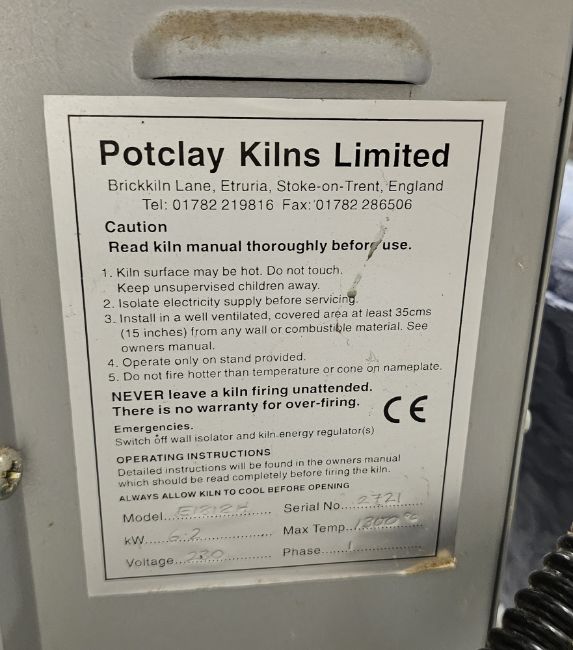 Potclay Kilns Limited
Brickkiln Lane, Etruria, Stoke-on-Trent, England
Tel: 01782 219816 Fax: 01782 286506
Caution
Read kiln manual thoroughly before use.
1. Kiln surface may be hot. Do not touch.
Keep unsupervised children away.
2. Isolate electricity supply before servicing.
3. Install in a well ventilated, covered area at least 35cms
(15 inches) from any wall or combustible material. See
owners manual.
4. Operate only on stand provided.
5. Do not fire hotter than temperature or cone on nameplate.
NEVER leave a kiln firing unattended.
There is no warranty for over-firing.
CE
Emergencies.
Switch off wall isolator and kiln energy regulator(s)
OPERATING INSTRUCTIONS
Detailed instructions will be found in the owners manual
which should be read completely before firing the kiln.
ALWAYS ALLOW KILN TO COOL BEFORE OPENING
Model... E1212H Serial No... 2721
kW... 6.2 Max Temp... 1300°C
Voltage... 230 Phase... 1